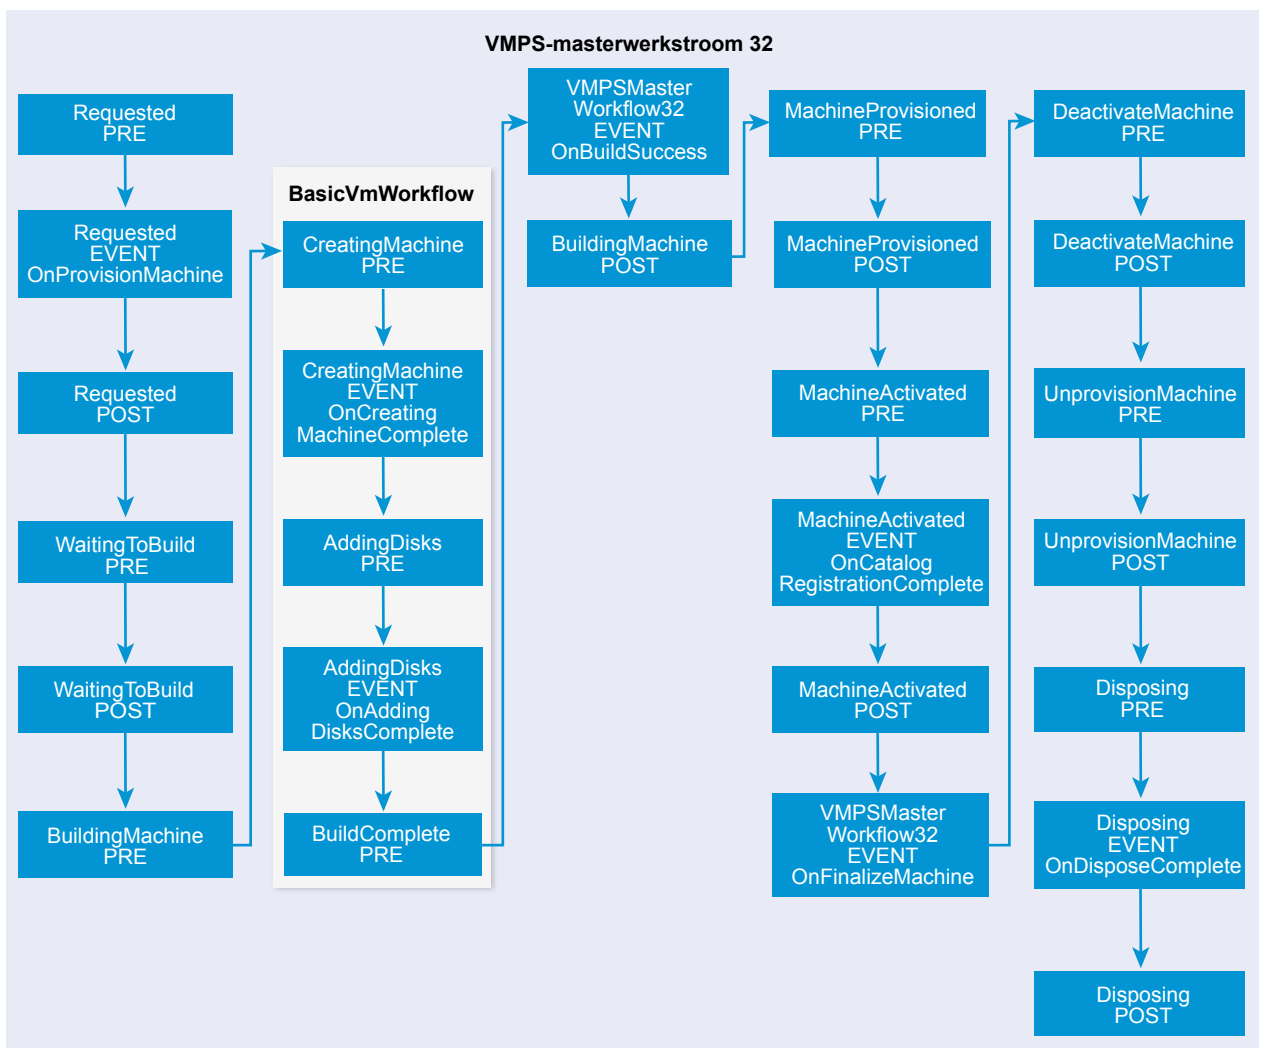 VMPS-masterwerkstroom 32
Requested
PRE
Requested
EVENT
OnProvisionMachine
Requested
POST
WaitingToBuild
PRE
WaitingToBuild
POST
BuildingMachine
PRE
BasicVmWorkflow
CreatingMachine
PRE
CreatingMachine
EVENT
OnCreating
MachineComplete
AddingDisks
PRE
AddingDisks
EVENT
OnAdding
DisksComplete
BuildComplete
PRE
VMPSMaster
Workflow32
EVENT
OnBuildSuccess
BuildingMachine
POST
MachineProvisioned
PRE
MachineProvisioned
POST
MachineActivated
PRE
MachineActivated
EVENT
OnCatalog
RegistrationComplete
MachineActivated
POST
VMPSMaster
Workflow32
EVENT
OnFinalizeMachine
DeactivateMachine
PRE
DeactivateMachine
POST
UnprovisionMachine
PRE
UnprovisionMachine
POST
Disposing
PRE
Disposing
EVENT
OnDisposeComplete
Disposing
POST